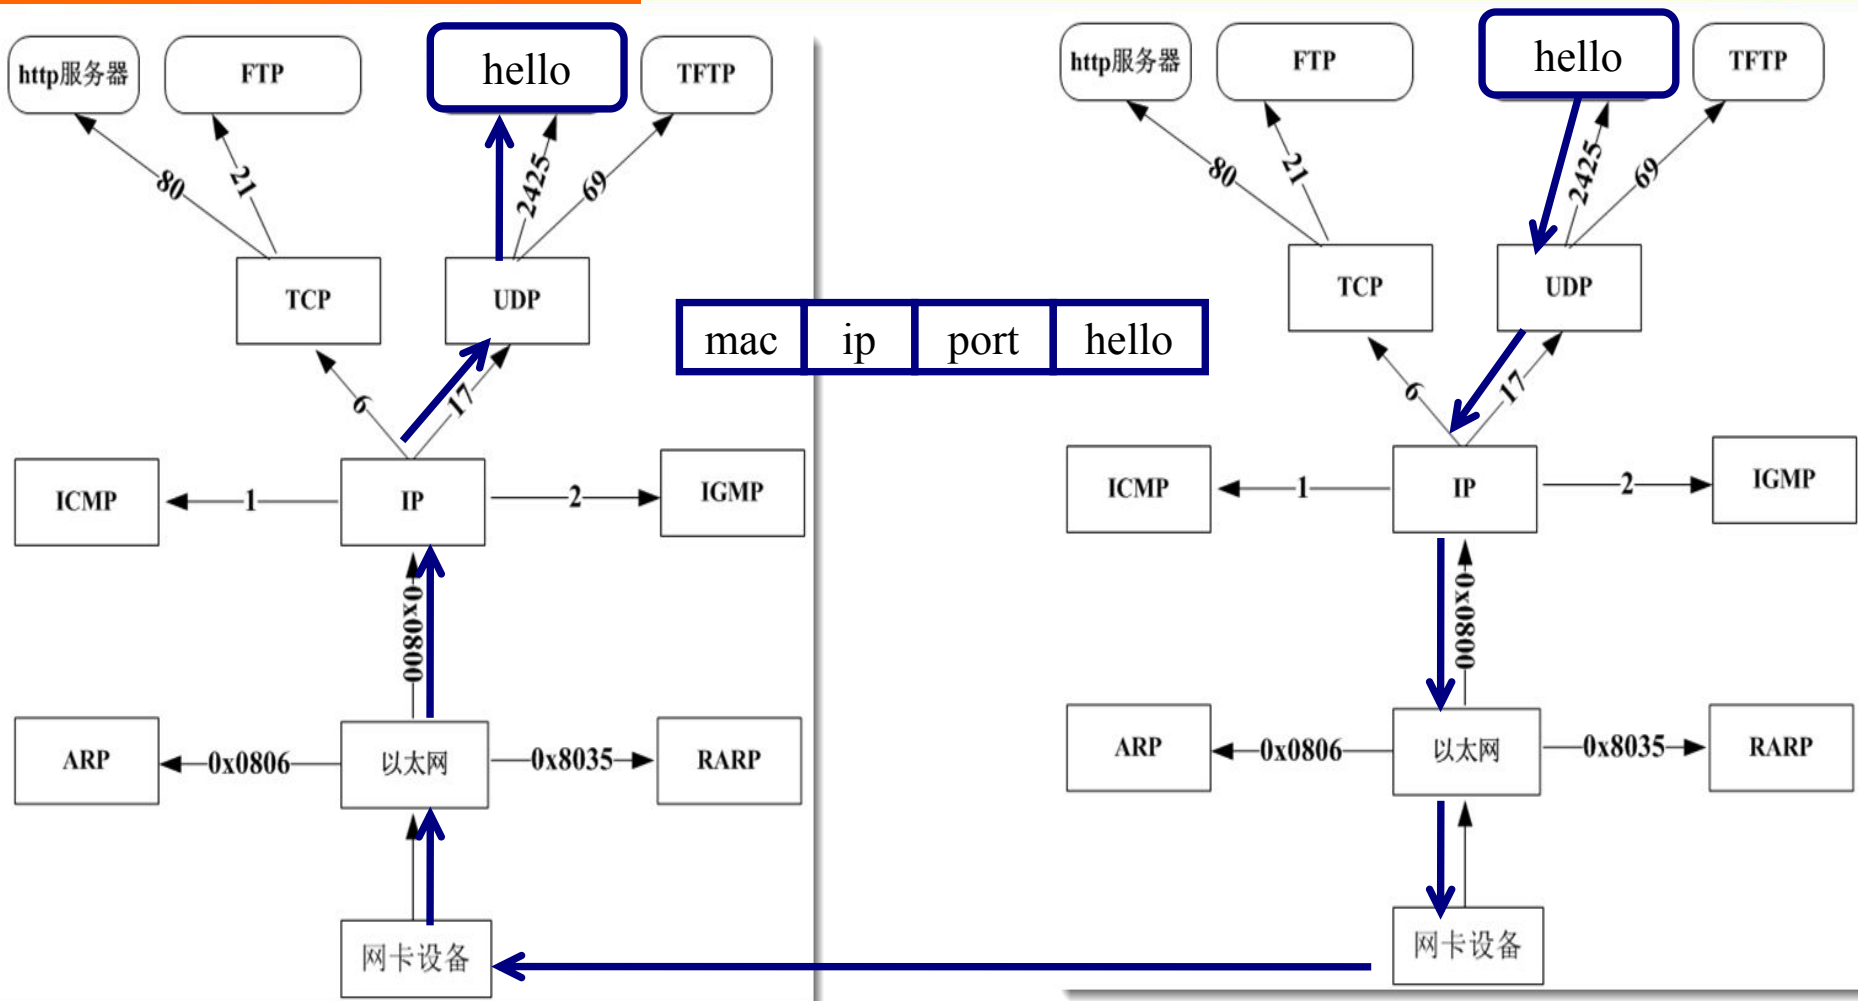 http服务器
FTP
hello
TFTP
80
21
2425
69
TCP
UDP
6
17
ICMP
1
IP
2
IGMP
0x0800
ARP
0x0806
以太网
0x8035
RARP
网卡设备
mac ip port hello
http服务器
FTP
hello
TFTP
80
21
2425
69
TCP
UDP
6
17
ICMP
1
IP
2
IGMP
0x0800
ARP
0x0806
以太网
0x8035
RARP
网卡设备